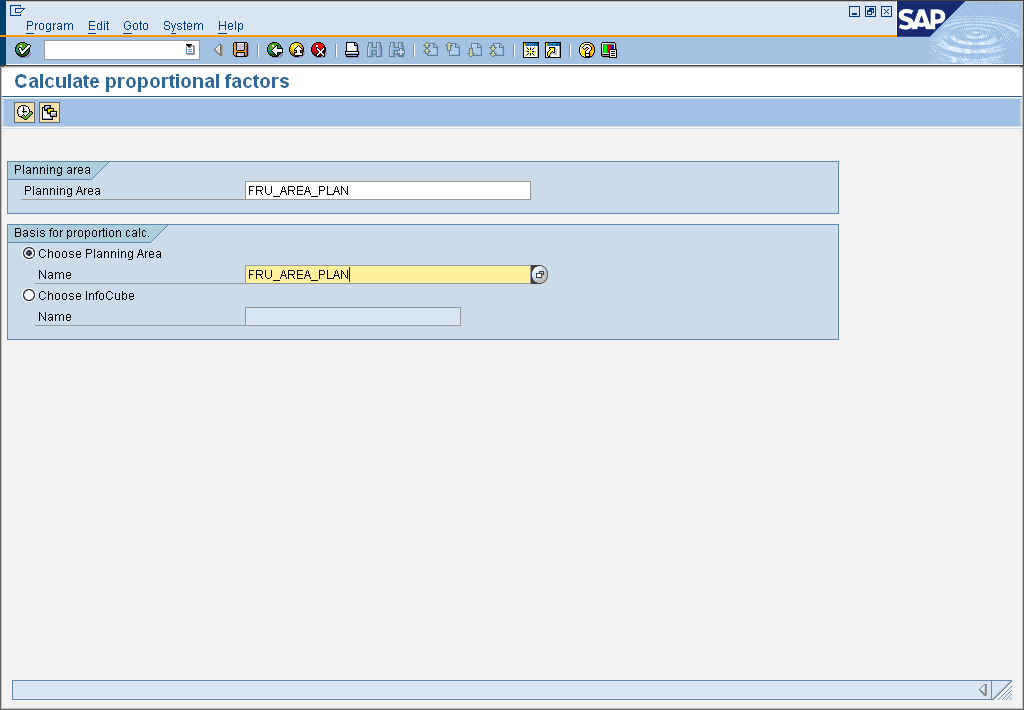 Program Edit Goto System Help
SAP
Calculate proportional factors
Planning area
Planning Area FRU_AREA_PLAN
Basis for proportion calc.
Choose Planning Area
Name FRU_AREA_PLAN
Choose InfoCube
Name